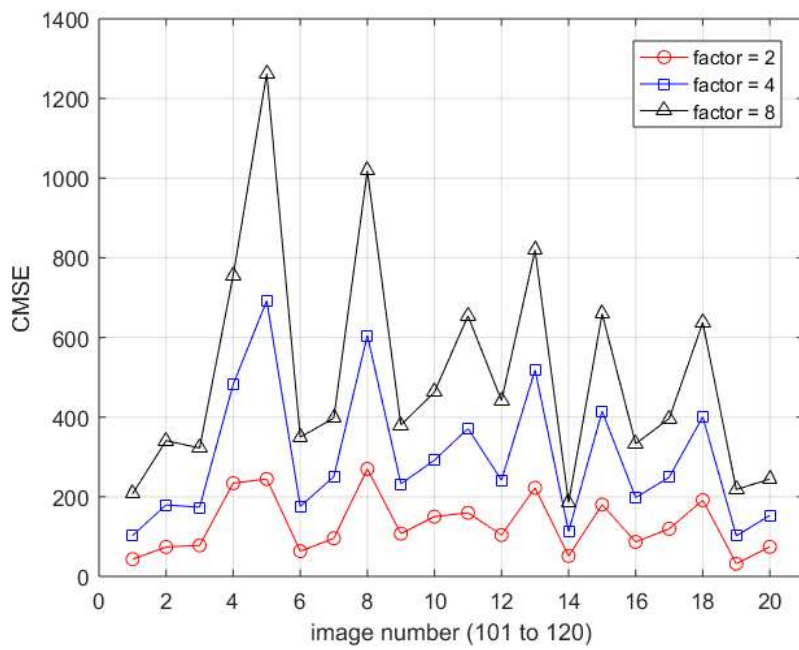 1400
1200
1000
800
600
400
200
0
CMSE
factor = 2
factor = 4
factor = 8
0 2 4 6 8 10 12 14 16 18 20
image number (101 to 120)